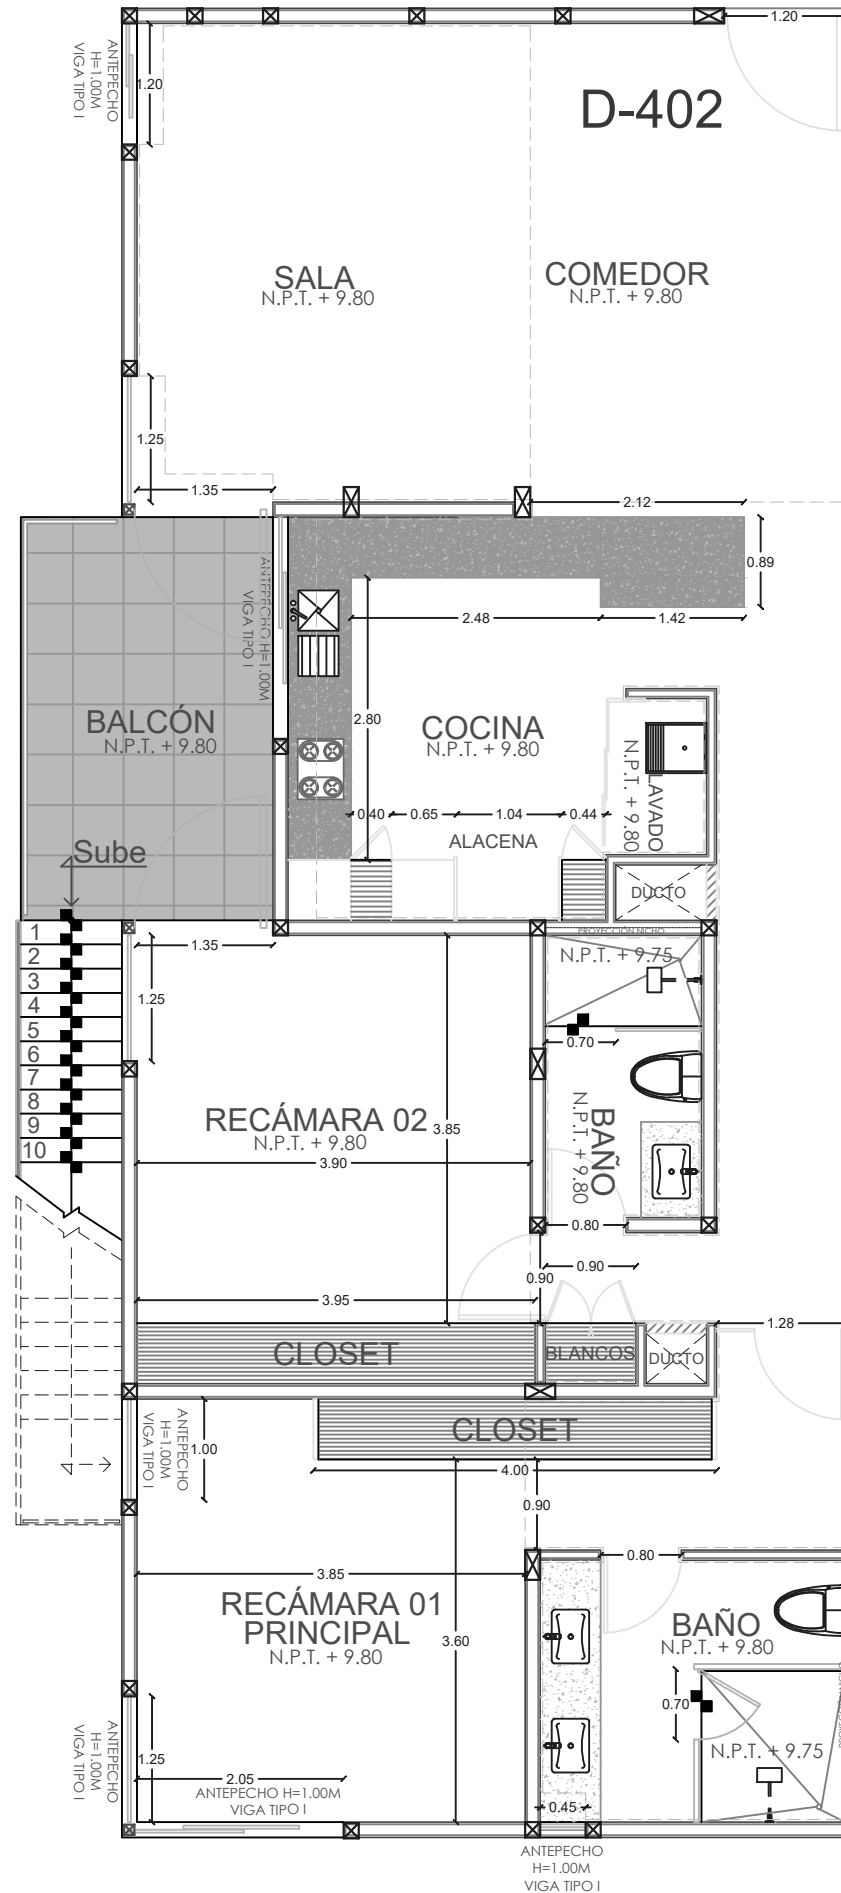 1.20
ANTEPECHO
H=1.00M
VIGA TIPO I
1.20
D-402
SALA
N.P.T. + 9.80
COMEDOR
N.P.T. + 9.80
1.25
1.35
2.12
0.89
ANTEPECHO H=1.00M
VIGA TIPO I
2.48
1.42
BALCÓN
N.P.T. + 9.80
2.80
COCINA
N.P.T. + 9.80
LAVADO
N.P.T. + 9.80
0.40
0.65
1.04
0.44
ALACENA
Sube
DUCTO
1
2
3
4
5
6
7
8
9
10
1.35
PROYECCIÓN NICHO
N.P.T. + 9.75
1.25
0.70
RECÁMARA 02
N.P.T. + 9.80
3.85
3.90
BAÑO
N.P.T. + 9.80
0.80
0.90
0.90
3.95
1.28
CLOSET
BLANCOS
DUCTO
ANTEPECHO
H=1.00M
VIGA TIPO I
1.00
CLOSET
4.00
0.90
3.85
0.80
RECÁMARA 01
PRINCIPAL
N.P.T. + 9.80
3.60
BAÑO
N.P.T. + 9.80
0.70
N.P.T. + 9.75
ANTEPECHO
H=1.00M
VIGA TIPO I
1.25
2.05
ANTEPECHO H=1.00M
VIGA TIPO I
0.45
ANTEPECHO
H=1.00M
VIGA TIPO I